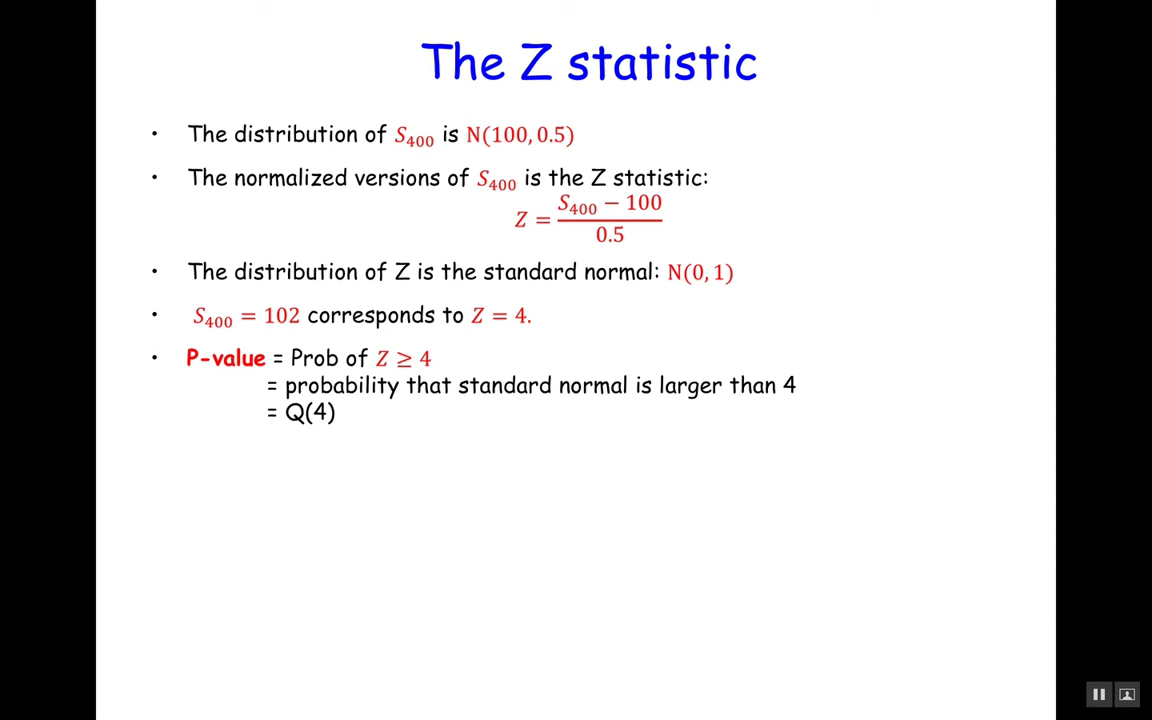 The Z statistic
• The distribution of S₄₀₀ is N(100, 0.5)
• The normalized versions of S₄₀₀ is the Z statistic:
Z = (S₄₀₀ − 100) / 0.5
• The distribution of Z is the standard normal: N(0, 1)
• S₄₀₀ = 102 corresponds to Z = 4.
• P-value = Prob of Z ≥ 4
= probability that standard normal is larger than 4
= Q(4)